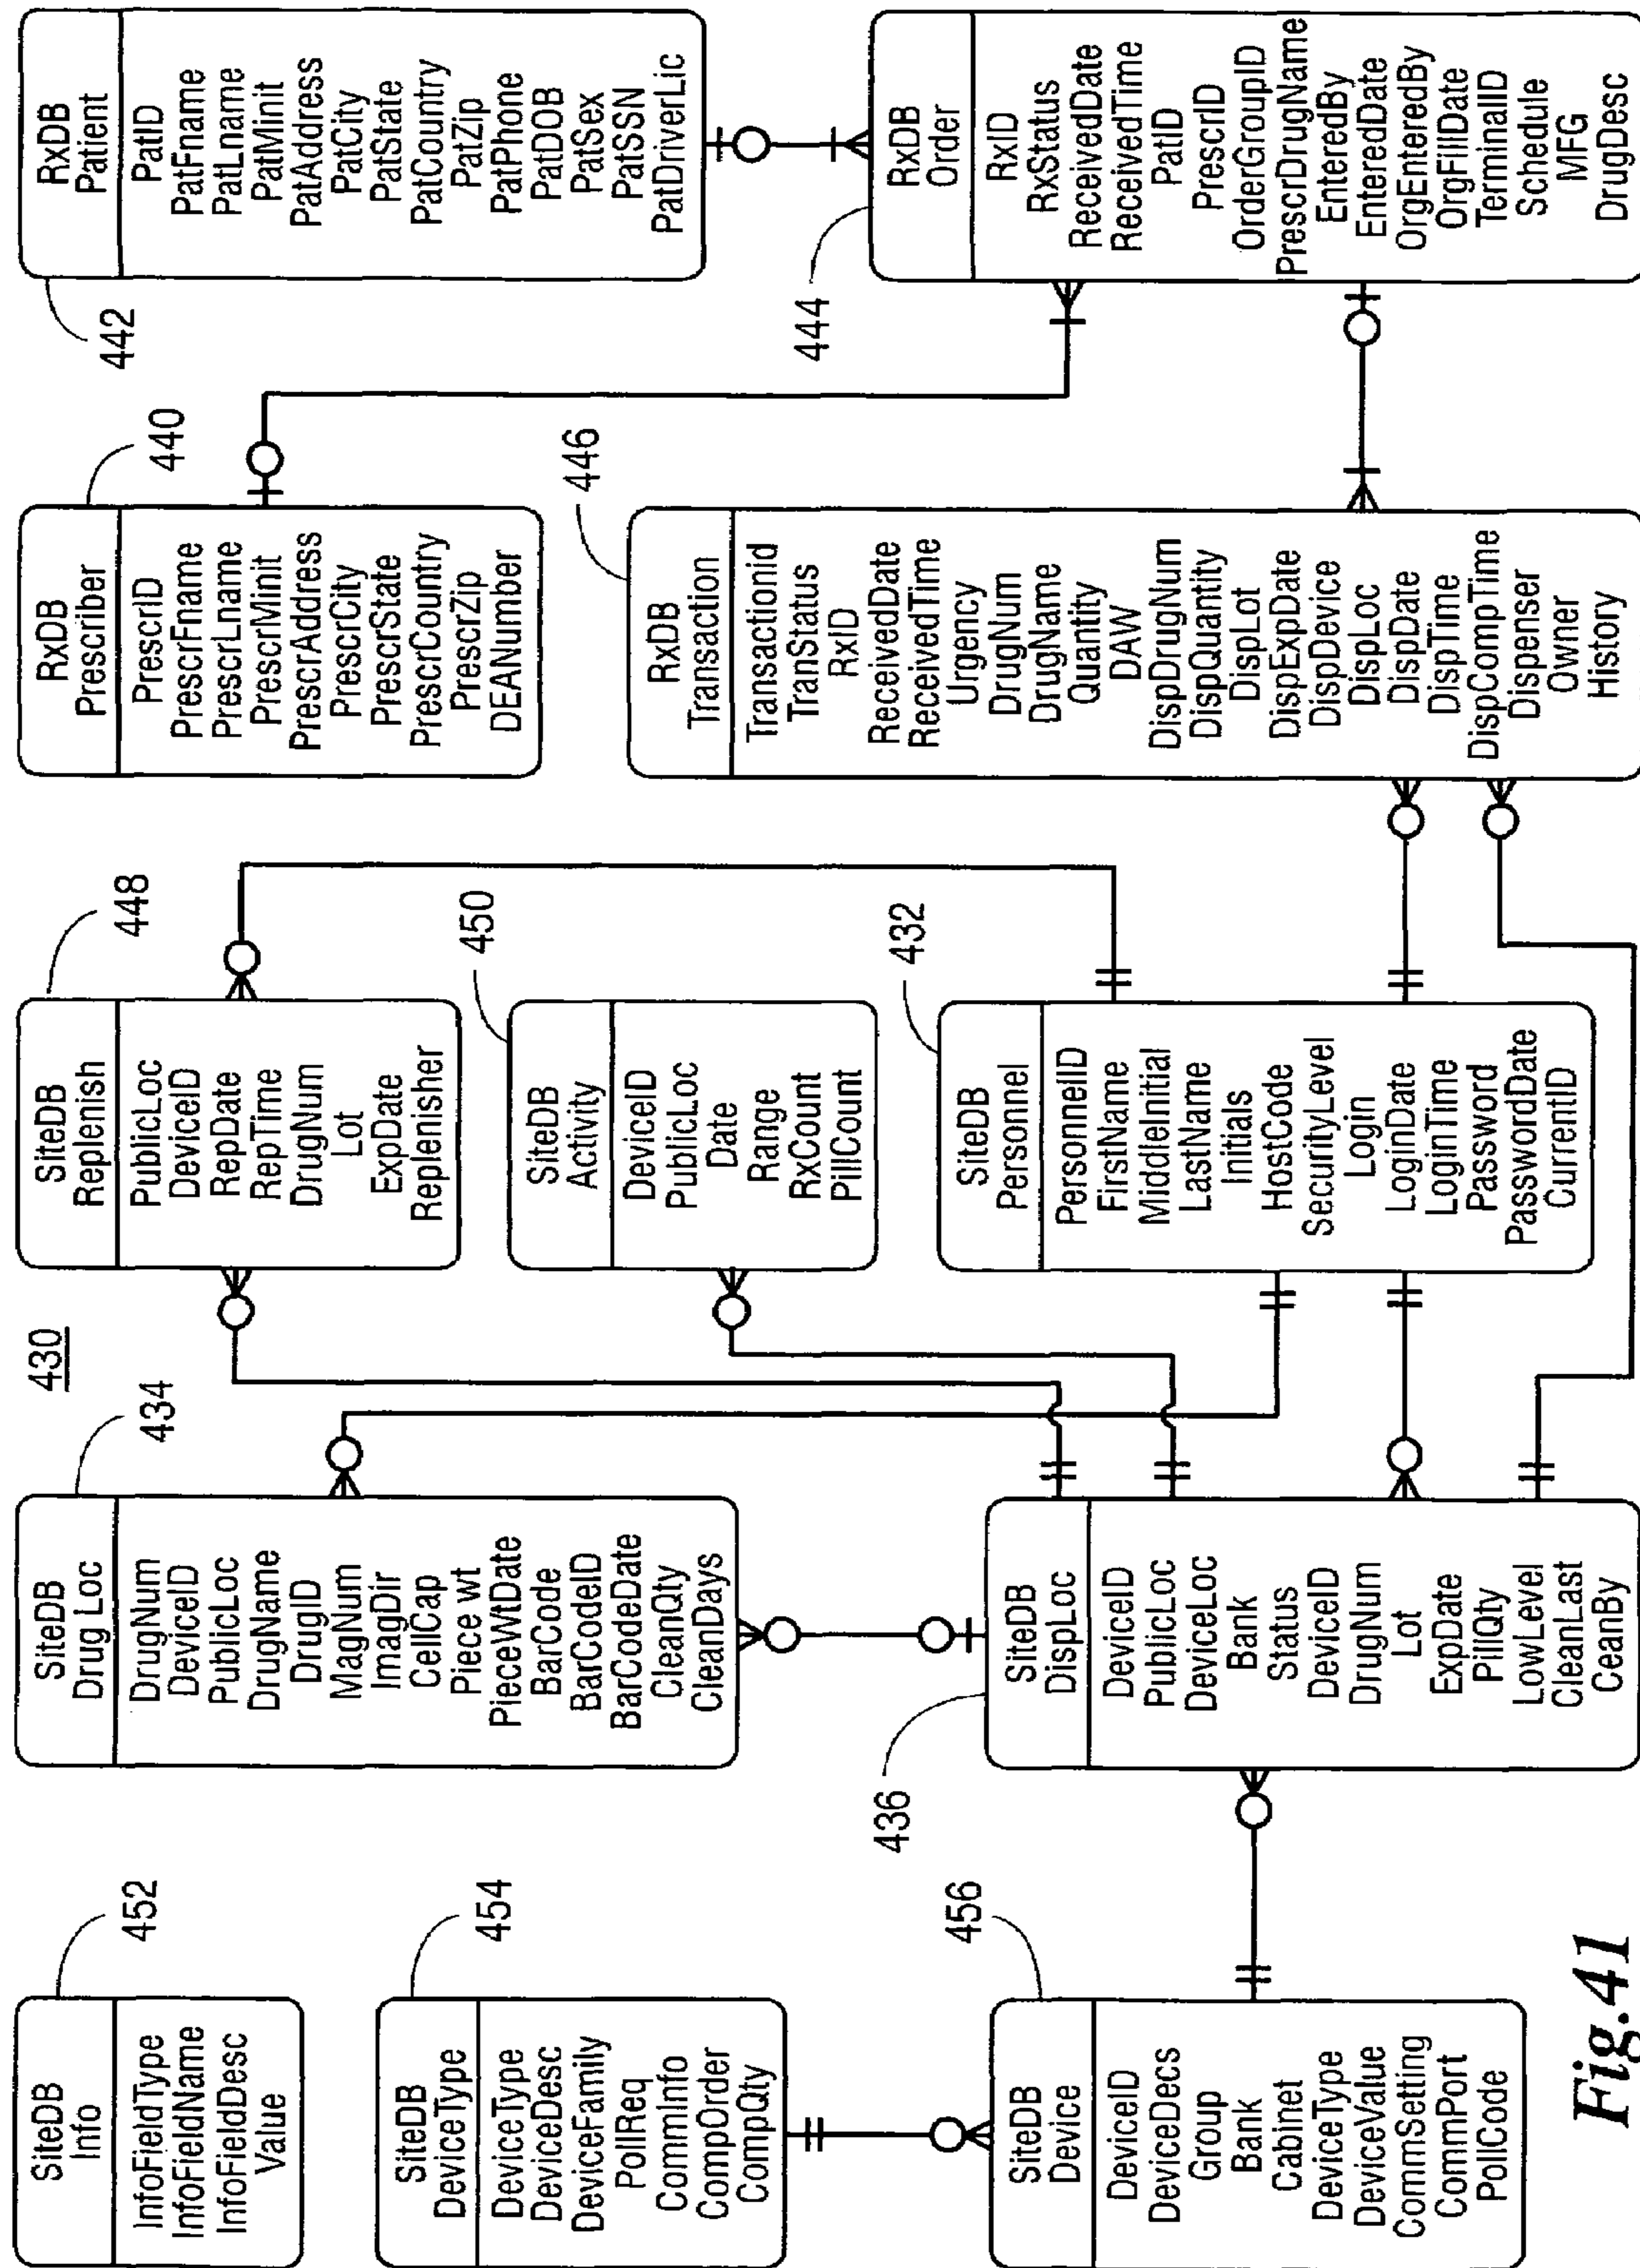 430
452
SiteDB
Info
InfoFieldType
InfoFieldName
InfoFieldDesc
Value
454
SiteDB
DeviceType
DeviceType
DeviceDesc
DeviceFamily
PollReq
CommInfo
CompOrder
CompQty
456
SiteDB
Device
DeviceID
DeviceDecs
Group
Bank
Cabinet
DeviceType
DeviceValue
CommSetting
CommPort
PollCode
434
SiteDB
Drug Loc
DrugNum
DeviceID
PublicLoc
DrugName
DrugID
MagNum
ImagDir
CellCap
Piece wt
PieceWtDate
BarCode
BarCodeID
BarCodeDate
CleanQty
CleanDays
436
SiteDB
DispLoc
DeviceID
PublicLoc
DeviceLoc
Bank
Status
DeviceID
DrugNum
Lot
ExpDate
PillQty
LowLevel
CleanLast
CeanBy
448
SiteDB
Replenish
PublicLoc
DeviceID
RepDate
RepTime
DrugNum
Lot
ExpDate
Replenisher
450
SiteDB
Activity
DeviceID
PublicLoc
Date
Range
RxCount
PillCount
432
SiteDB
Personnel
PersonnelID
FirstName
MiddleInitial
LastName
Initials
HostCode
SecurityLevel
Login
LoginDate
LoginTime
Password
PasswordDate
CurrentID
440
RxDB
Prescriber
PrescrID
PrescrFname
PrescrLname
PrescrMinit
PrescrAddress
PrescrCity
PrescrState
PrescrCountry
PrescrZip
DEANumber
446
RxDB
Transaction
Transactionid
TranStatus
RxID
ReceivedDate
ReceivedTime
Urgency
DrugNum
DrugName
Quantity
DAW
DispDrugNum
DispQuantity
DispLot
DispExpDate
DispDevice
DispLoc
DispDate
DispTime
DispCompTime
Dispenser
Owner
History
442
RxDB
Patient
PatID
PatFname
PatLname
PatMinit
PatAddress
PatCity
PatState
PatCountry
PatZip
PatPhone
PatDOB
PatSex
PatSSN
PatDriverLic
444
RxDB
Order
RxID
RxStatus
ReceivedDate
ReceivedTime
PatID
PrescrID
OrderGroupID
PrescrDrugName
EnteredBy
EnteredDate
OrgEnteredBy
OrgFillDate
TerminalID
Schedule
MFG
DrugDesc
Fig.41